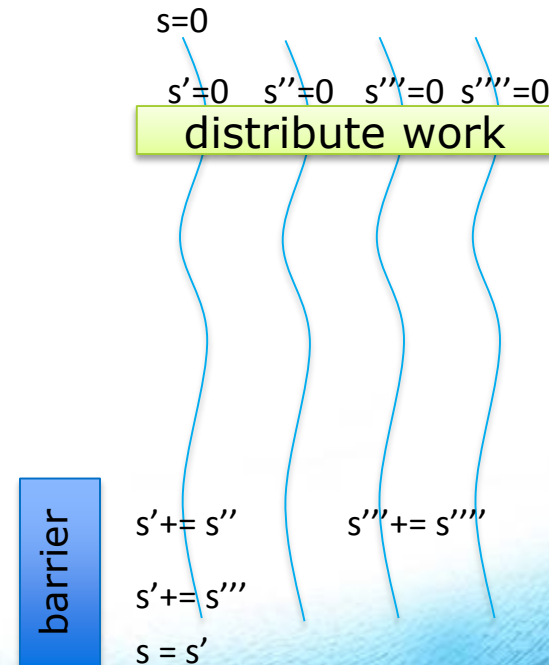 s=0
s’=0 s’’=0 s’’’=0 s’’’’=0
distribute work
barrier
s’+= s’’ s’’’+= s’’’’
s’+= s’’’
s = s’